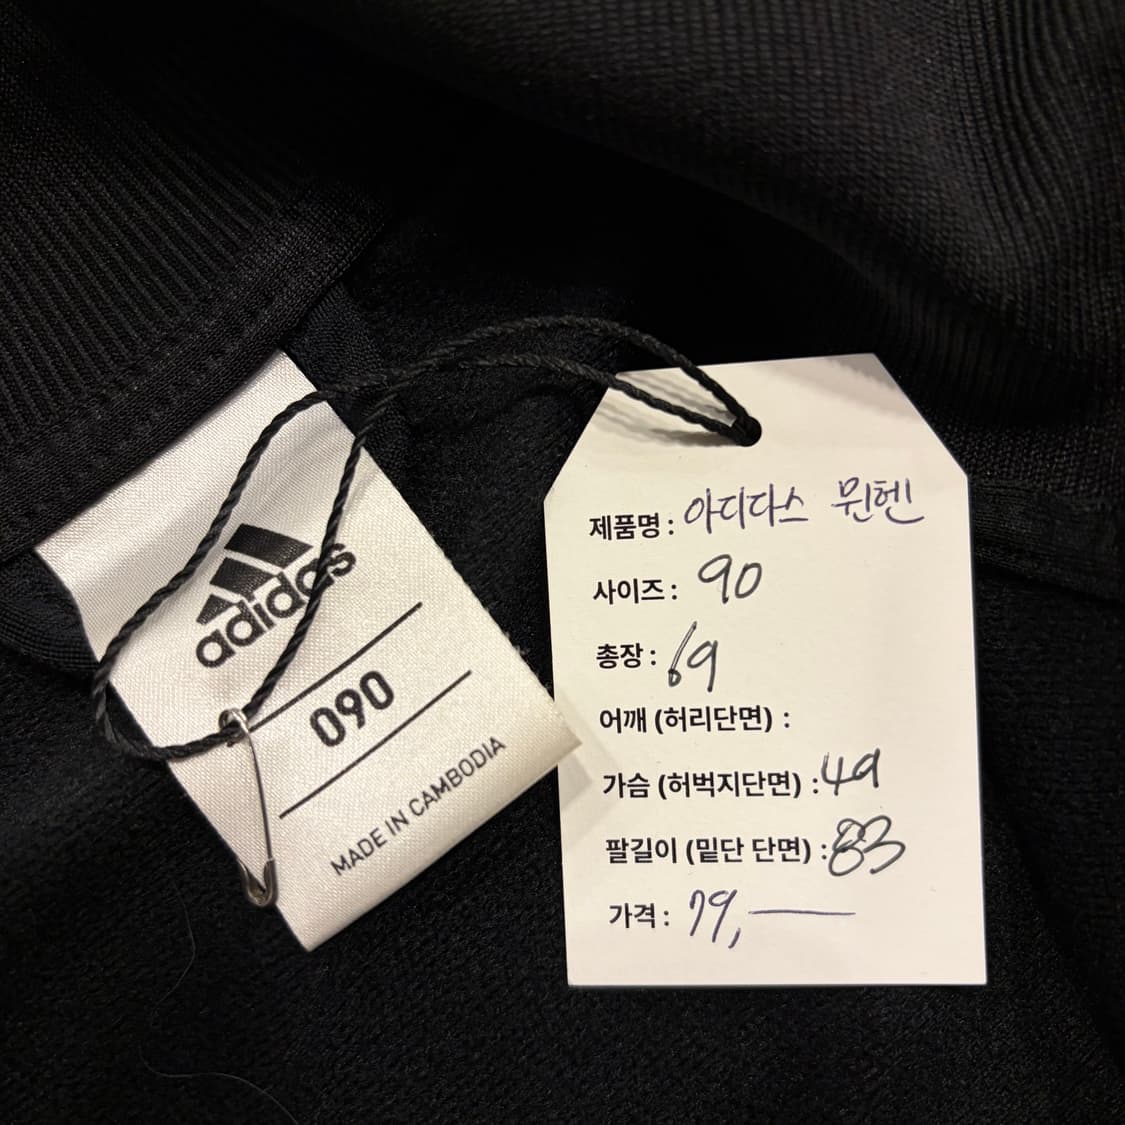 adidas
090
MADE IN CAMBODIA
제품명 : 아디다스 뮌헨
사이즈 : 90
총장 : 69
어깨 (허리단면) :
가슴 (허벅지단면) : 49
팔길이 (밑단 단면) : 83
가격 : 79,—